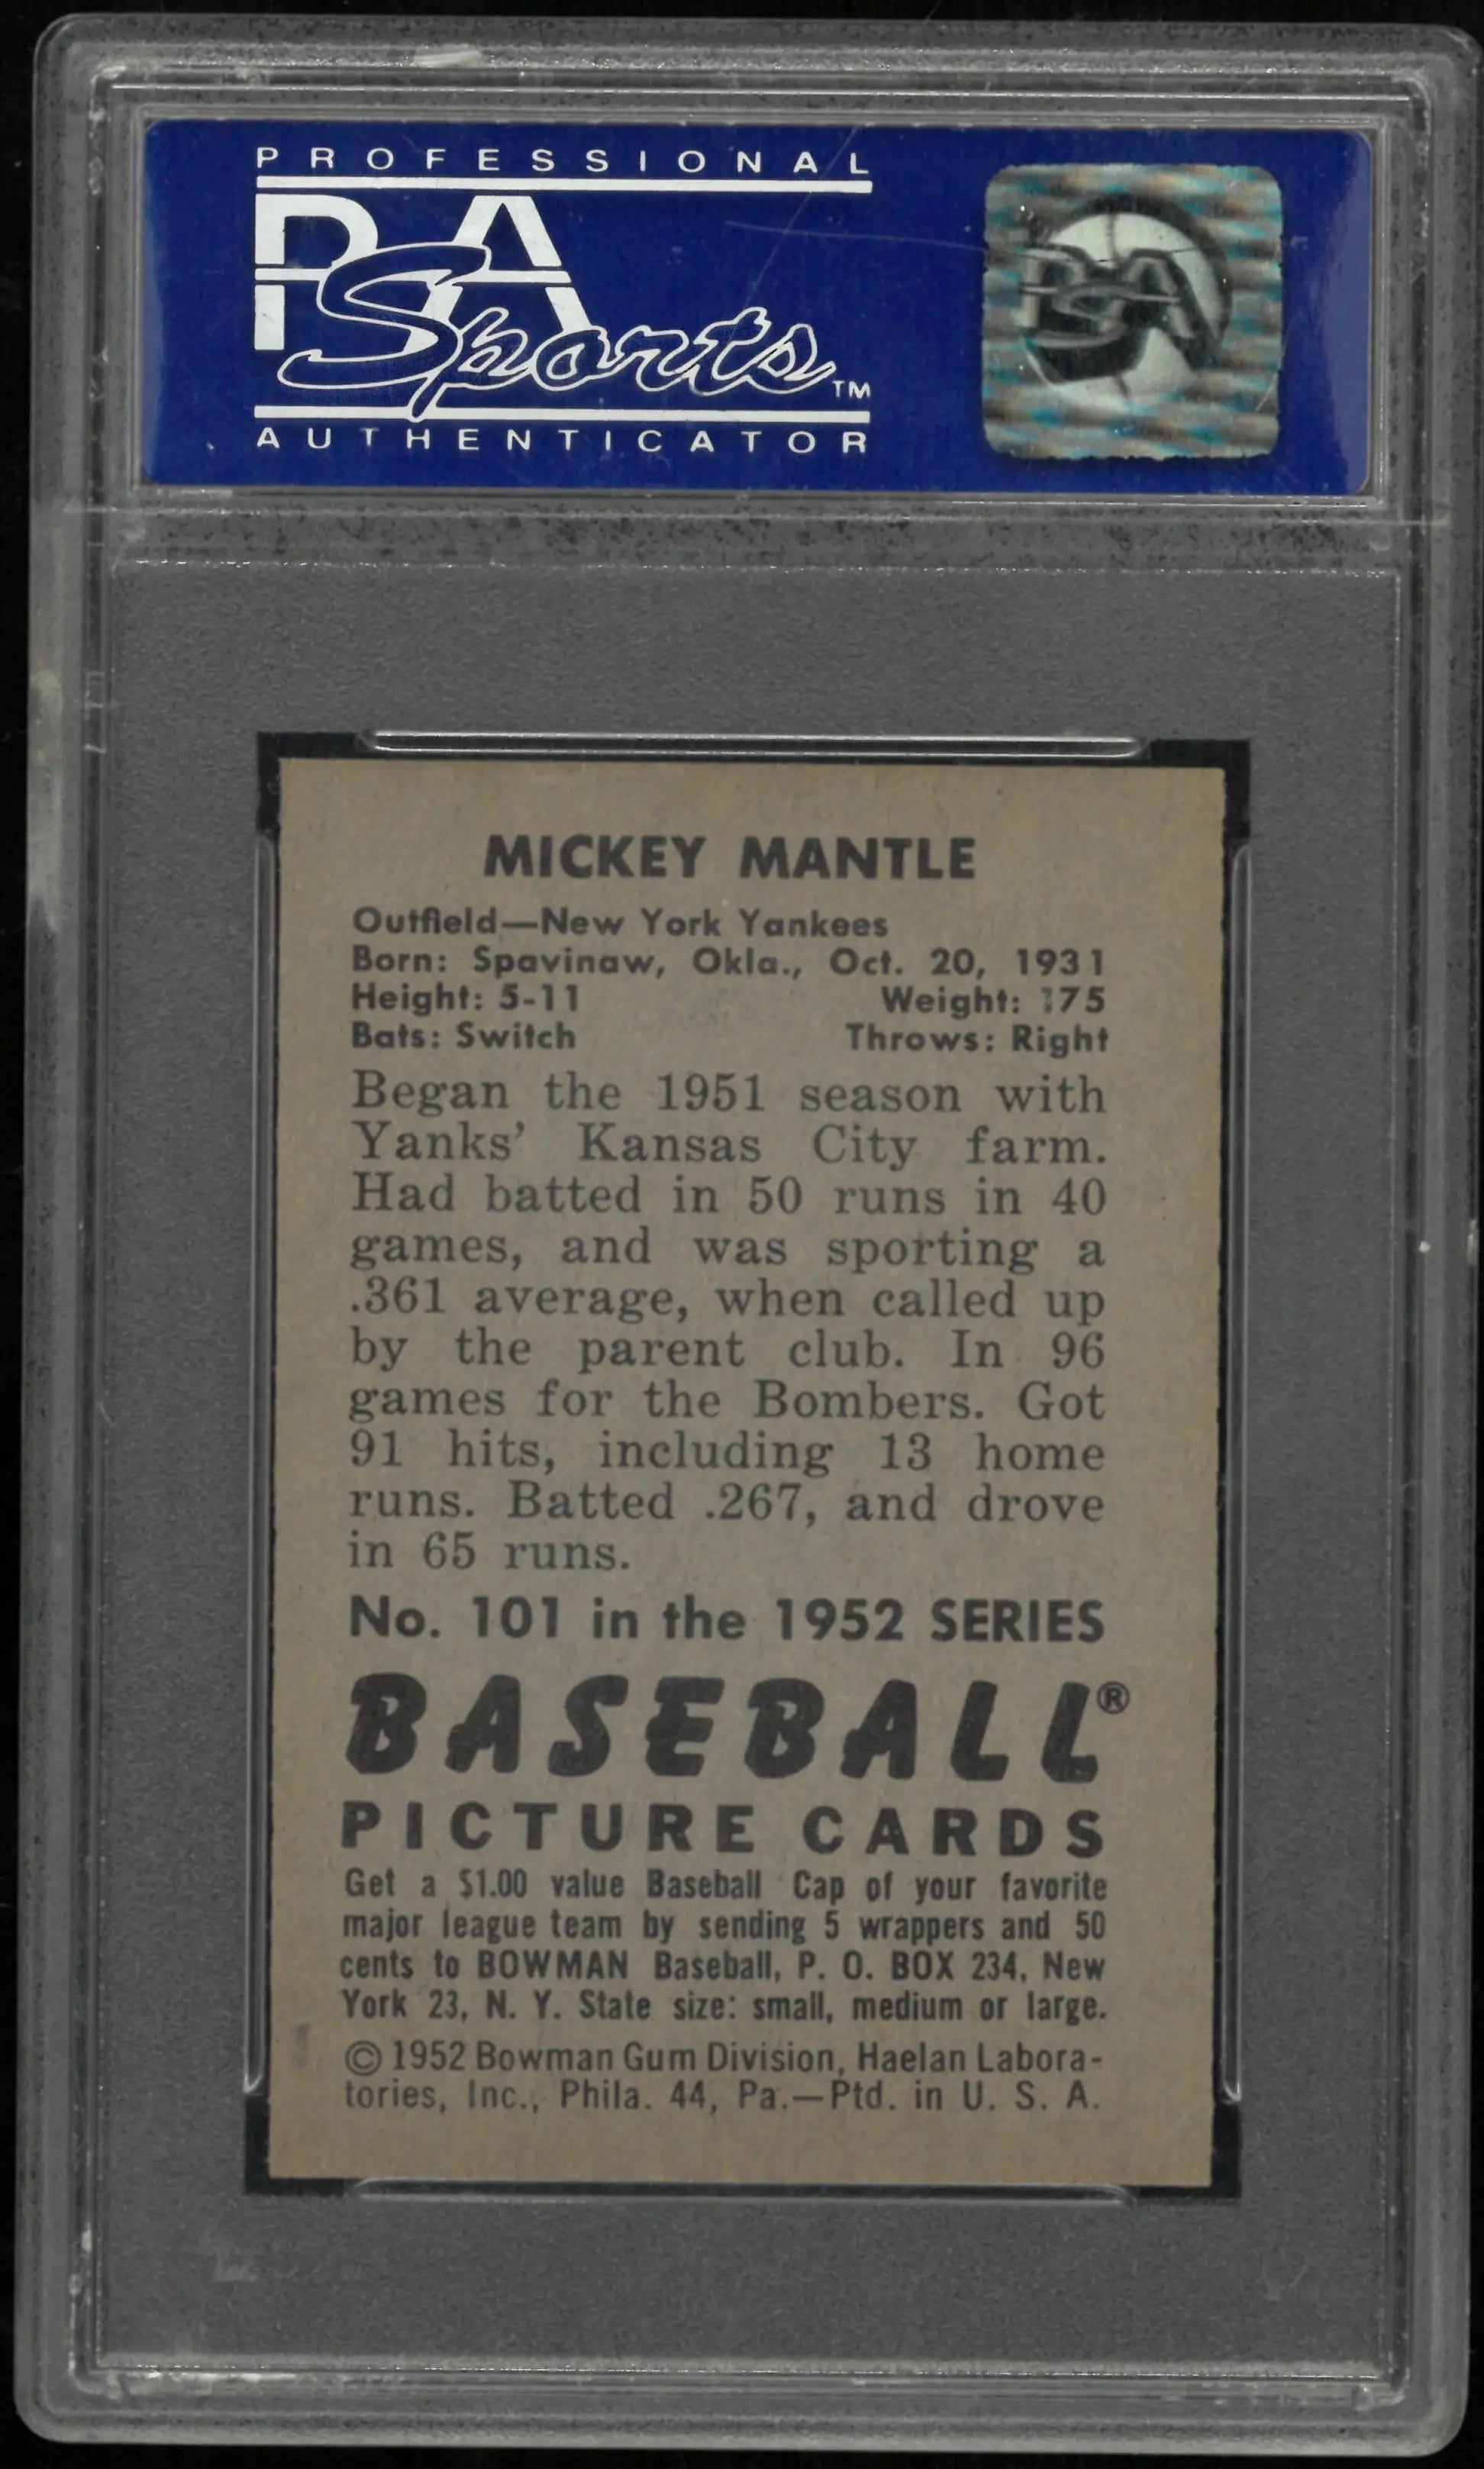 PROFESSIONAL
PSA
Sports™
AUTHENTICATOR
PSA
MICKEY MANTLE
Outfield—New York Yankees
Born: Spavinaw, Okla., Oct. 20, 1931
Height: 5-11 Weight: 175
Bats: Switch Throws: Right
Began the 1951 season with
Yanks' Kansas City farm.
Had batted in 50 runs in 40
games, and was sporting a
.361 average, when called up
by the parent club. In 96
games for the Bombers. Got
91 hits, including 13 home
runs. Batted .267, and drove
in 65 runs.
No. 101 in the 1952 SERIES
BASEBALL®
PICTURE CARDS
Get a $1.00 value Baseball Cap of your favorite
major league team by sending 5 wrappers and 50
cents to BOWMAN Baseball, P. O. BOX 234, New
York 23, N. Y. State size: small, medium or large.
© 1952 Bowman Gum Division, Haelan Labora-
tories, Inc., Phila. 44, Pa.—Ptd. in U. S. A.